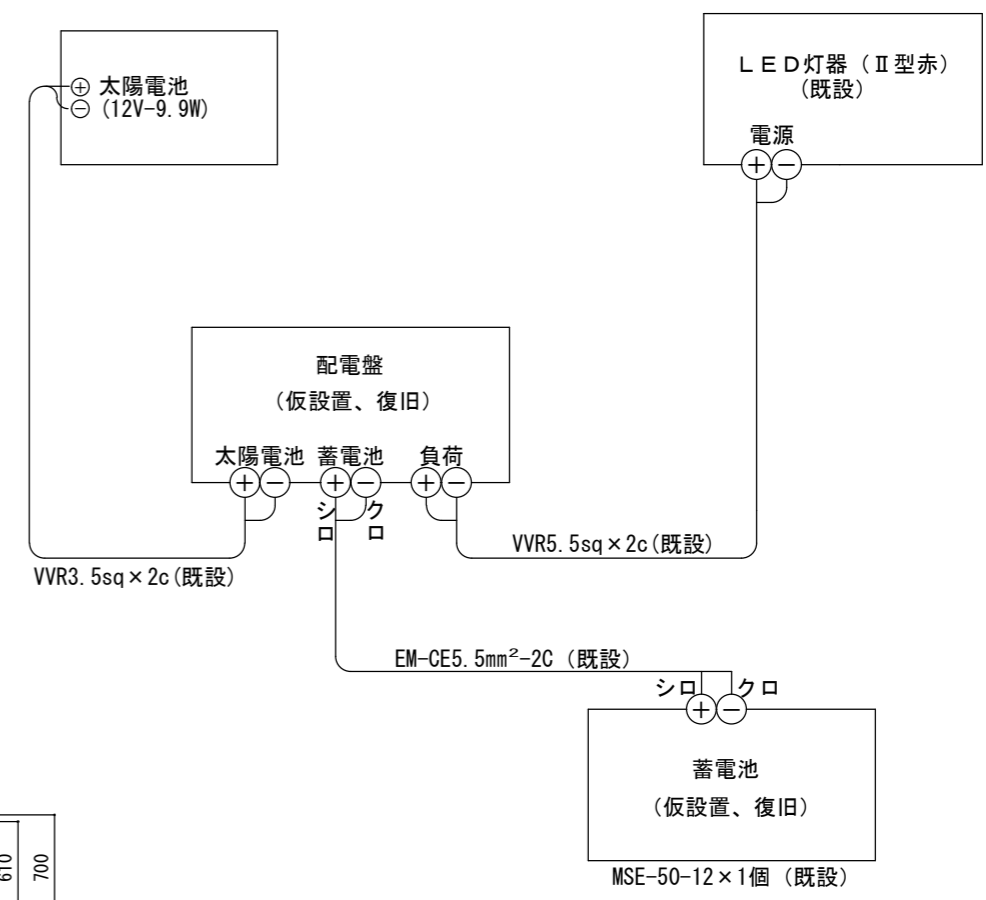 太陽電池
(12V-9.9W)
LED灯器（Ⅱ型赤）
(既設)
電源
＋
－
配電盤
（仮設置、復旧）
太陽電池 蓄電池 負荷
＋－ ＋－ ＋－
シロ
クロ
VVR3.5sq×2c(既設)
VVR5.5sq×2c(既設)
EM-CE5.5mm²-2C（既設）
シロ
クロ
＋－
蓄電池
（仮設置、復旧）
MSE-50-12×1個（既設）
610
700